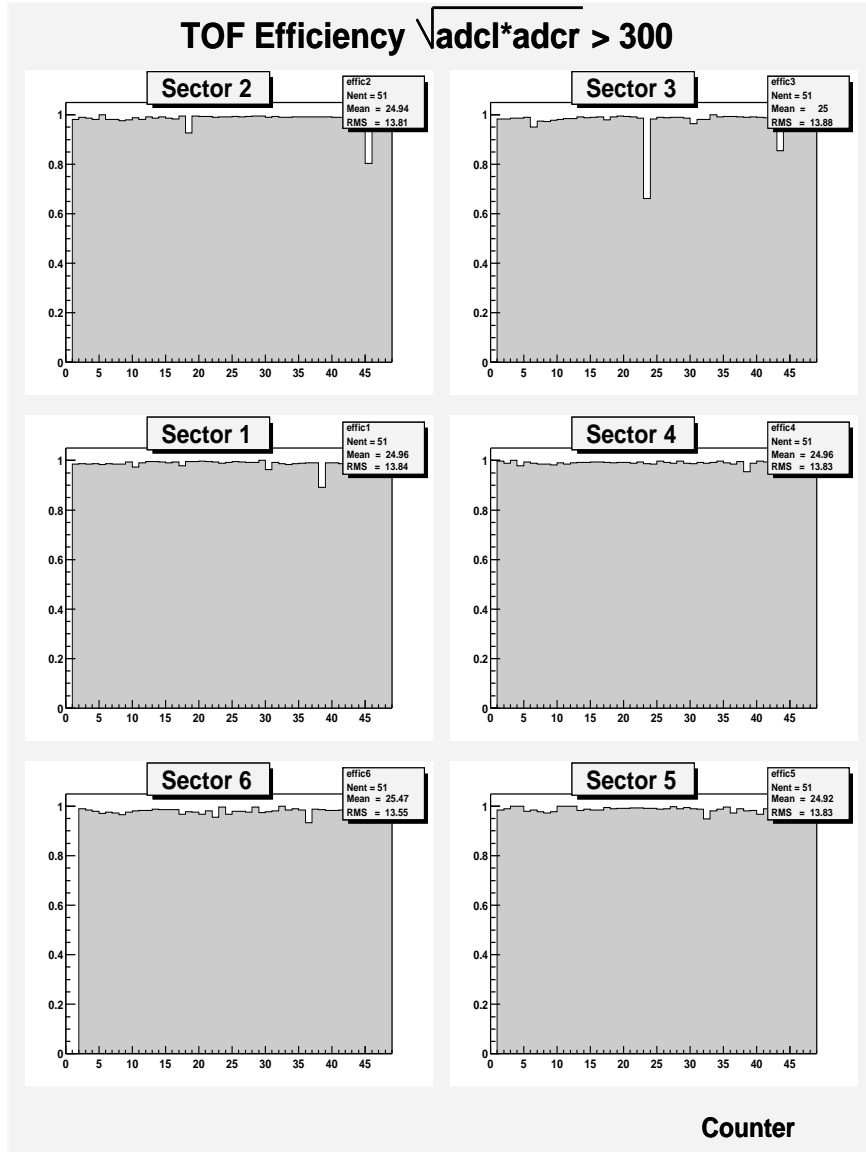 TOF Efficiency √adcl*adcr > 300
Sector 2
effic2
Nent = 51
Mean = 24.94
RMS = 13.81
1
0.8
0.6
0.4
0.2
0
0 5 10 15 20 25 30 35 40 45
Sector 3
effic3
Nent = 51
Mean = 25
RMS = 13.88
1
0.8
0.6
0.4
0.2
0
0 5 10 15 20 25 30 35 40 45
Sector 1
effic1
Nent = 51
Mean = 24.96
RMS = 13.84
1
0.8
0.6
0.4
0.2
0
0 5 10 15 20 25 30 35 40 45
Sector 4
effic4
Nent = 51
Mean = 24.96
RMS = 13.83
1
0.8
0.6
0.4
0.2
0
0 5 10 15 20 25 30 35 40 45
Sector 6
effic6
Nent = 51
Mean = 25.47
RMS = 13.55
1
0.8
0.6
0.4
0.2
0
0 5 10 15 20 25 30 35 40 45
Sector 5
effic5
Nent = 51
Mean = 24.92
RMS = 13.83
1
0.8
0.6
0.4
0.2
0
0 5 10 15 20 25 30 35 40 45
Counter